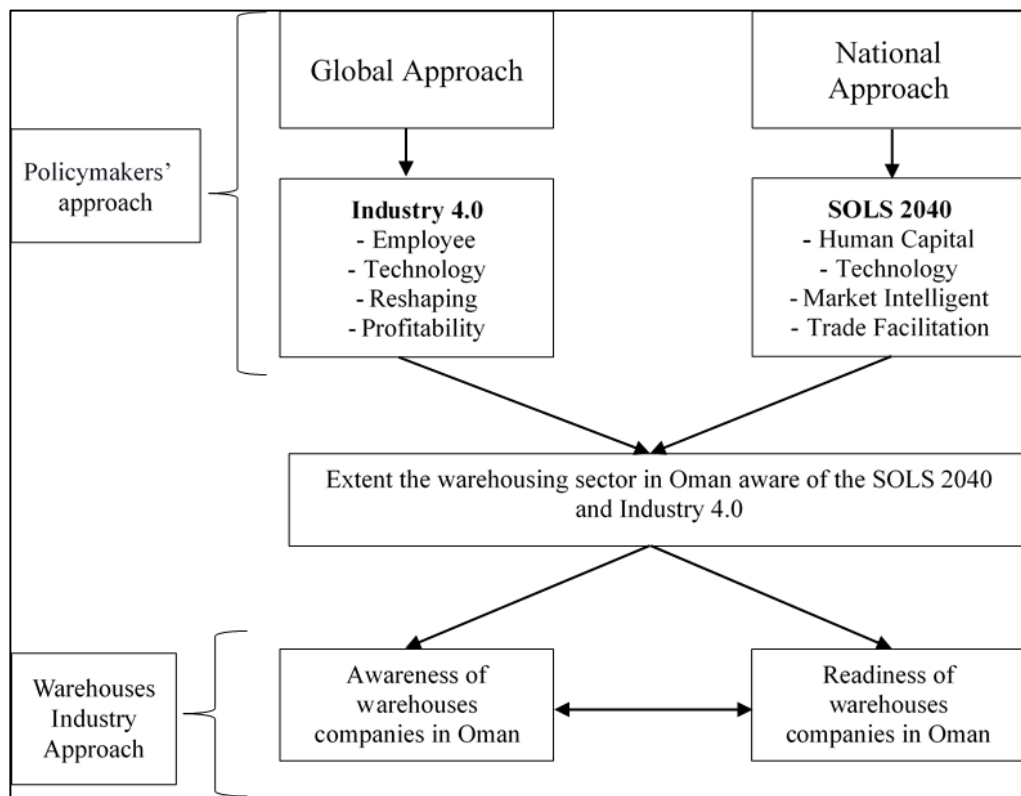 Global Approach
National
Approach
Policymakers'
approach
Industry 4.0
- Employee
- Technology
- Reshaping
- Profitability
SOLS 2040
- Human Capital
- Technology
- Market Intelligent
- Trade Facilitation
Extent the warehousing sector in Oman aware of the SOLS 2040
and Industry 4.0
Warehouses
Industry
Approach
Awareness of
warehouses
companies in Oman
Readiness of
warehouses
companies in Oman